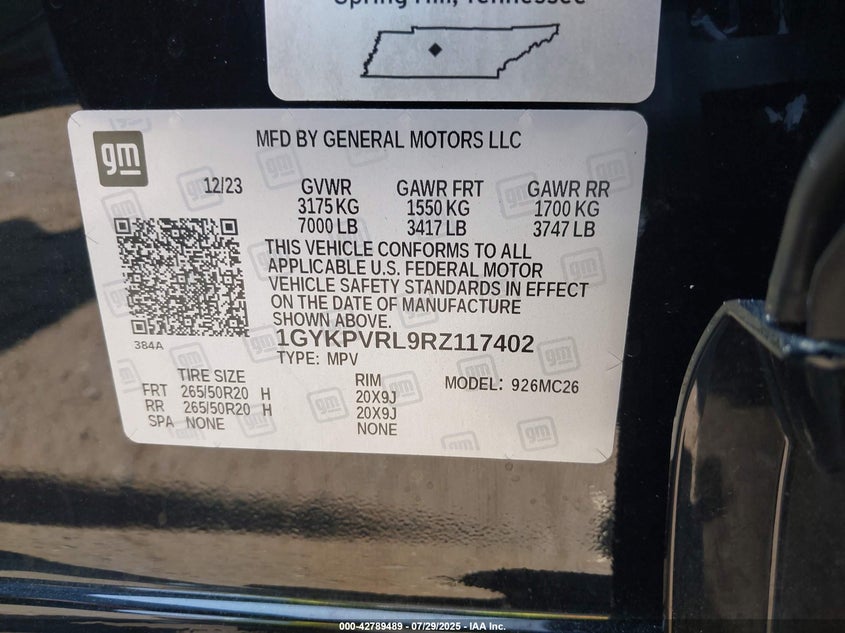 Spring Hill, Tennessee
gm
MFD BY GENERAL MOTORS LLC
12/23 GVWR GAWR FRT GAWR RR
3175 KG 1550 KG 1700 KG
7000 LB 3417 LB 3747 LB
THIS VEHICLE CONFORMS TO ALL
APPLICABLE U.S. FEDERAL MOTOR
VEHICLE SAFETY STANDARDS IN EFFECT
ON THE DATE OF MANUFACTURE
SHOWN ABOVE.
384A
1GYKPVRL9RZ117402
TYPE: MPV
TIRE SIZE RIM MODEL: 926MC26
FRT 265/50R20 H 20X9J
RR 265/50R20 H 20X9J
SPA NONE NONE
000-42789489 - 07/29/2025 - IAA Inc.